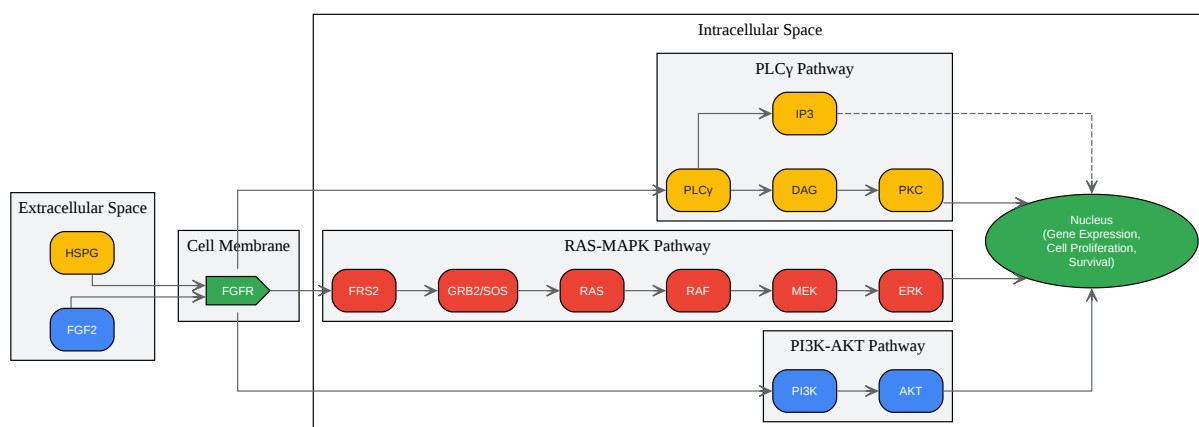 Intracellular Space
PLCγ Pathway
IP3
PLCγ
DAG
PKC
Extracellular Space
HSPG
FGF2
Cell Membrane
FGFR
RAS-MAPK Pathway
FRS2
GRB2/SOS
RAS
RAF
MEK
ERK
Nucleus
(Gene Expression,
Cell Proliferation,
Survival)
PI3K-AKT Pathway
PI3K
AKT